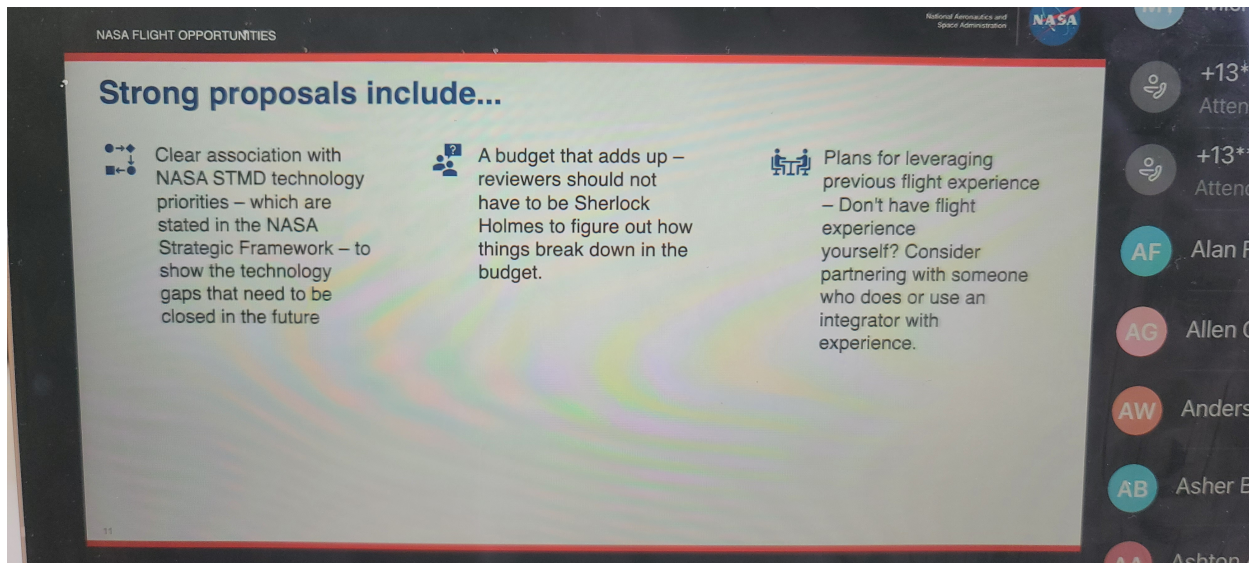 NASA FLIGHT OPPORTUNITIES
National Aeronautics and
Space Administration
NASA
Strong proposals include...
Clear association with
NASA STMD technology
priorities – which are
stated in the NASA
Strategic Framework – to
show the technology
gaps that need to be
closed in the future
?
A budget that adds up –
reviewers should not
have to be Sherlock
Holmes to figure out how
things break down in the
budget.
Plans for leveraging
previous flight experience
– Don't have flight
experience
yourself? Consider
partnering with someone
who does or use an
integrator with
experience.
11
+13*
Atten
+13*
Attend
AF Alan
AG Allen
AW Anders
AB Asher
Ashton